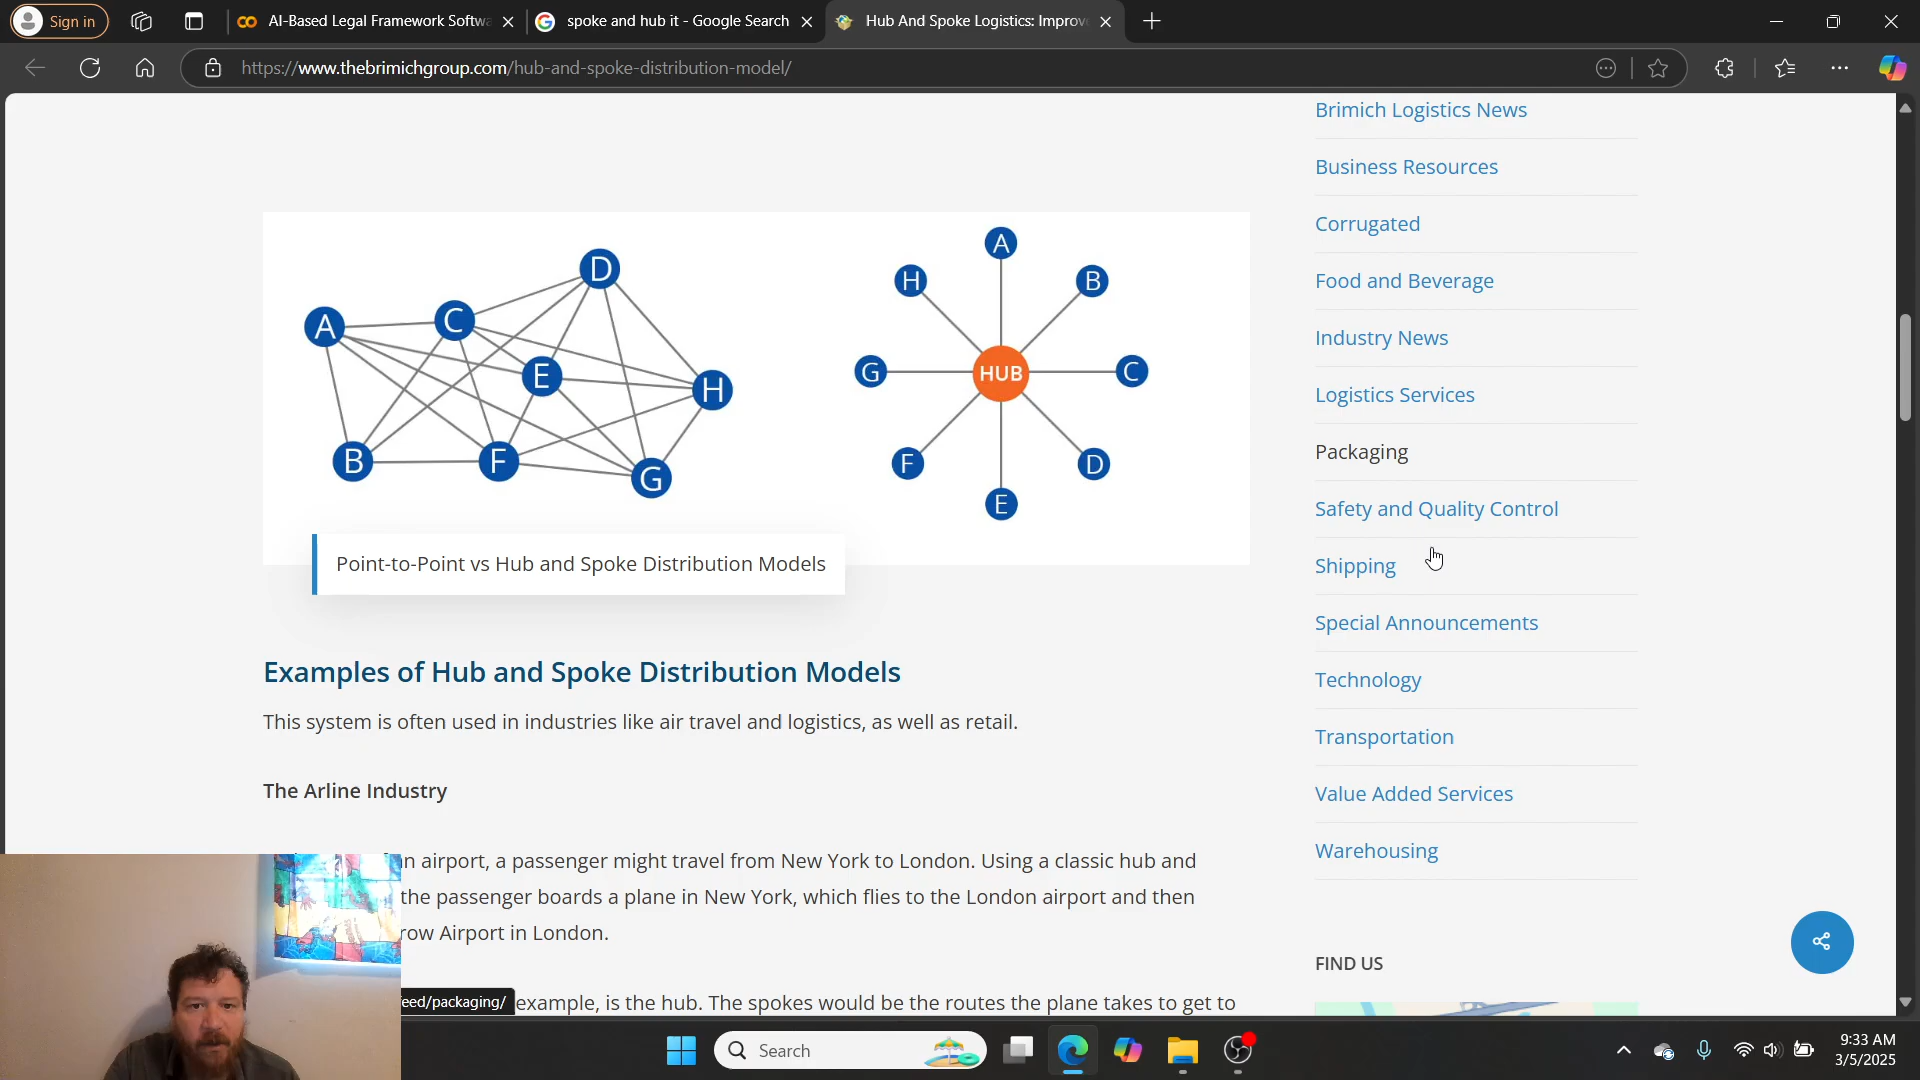 Sign in
AI-Based Legal Framework Softwa
spoke and hub it - Google Search
Hub And Spoke Logistics: Improve
https://www.thebrimichgroup.com/hub-and-spoke-distribution-model/
A
C
D
E
H
B
F
G
A
H
B
G
HUB
C
F
D
E
Point-to-Point vs Hub and Spoke Distribution Models
Examples of Hub and Spoke Distribution Models
This system is often used in industries like air travel and logistics, as well as retail.
The Arline Industry
airport, a passenger might travel from New York to London. Using a classic hub and
the passenger boards a plane in New York, which flies to the London airport and then
row Airport in London.
eed/packaging/
example, is the hub. The spokes would be the routes the plane takes to get to
Brimich Logistics News
Business Resources
Corrugated
Food and Beverage
Industry News
Logistics Services
Packaging
Safety and Quality Control
Shipping
Special Announcements
Technology
Transportation
Value Added Services
Warehousing
FIND US
Search
9:33 AM
3/5/2025